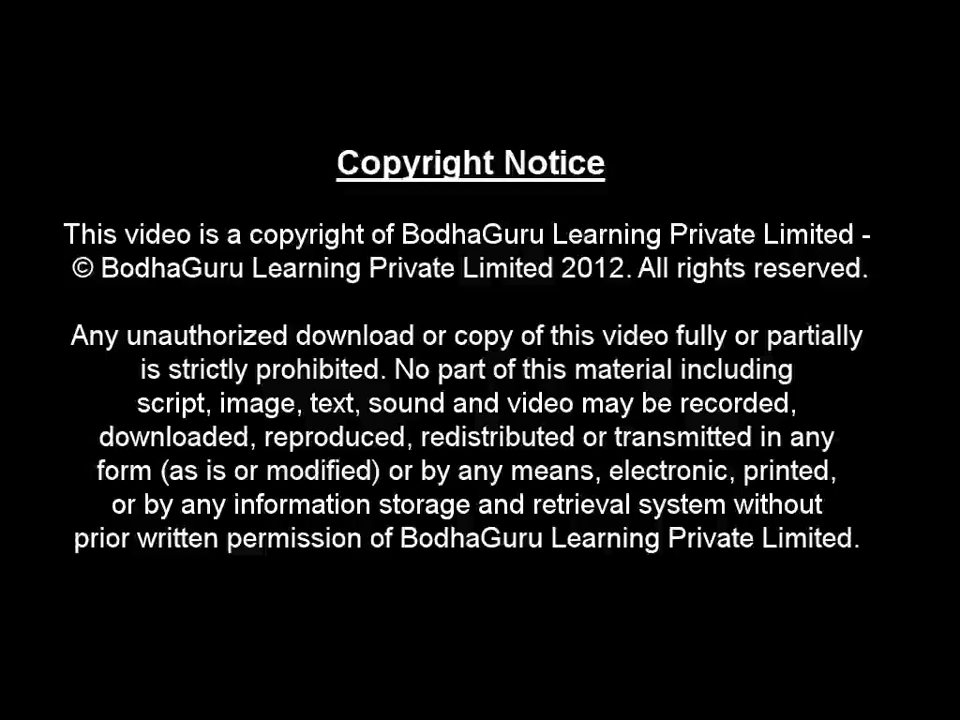 Copyright Notice
This video is a copyright of BodhaGuru Learning Private Limited -
© BodhaGuru Learning Private Limited 2012. All rights reserved.
Any unauthorized download or copy of this video fully or partially
is strictly prohibited. No part of this material including
script, image, text, sound and video may be recorded,
downloaded, reproduced, redistributed or transmitted in any
form (as is or modified) or by any means, electronic, printed,
or by any information storage and retrieval system without
prior written permission of BodhaGuru Learning Private Limited.